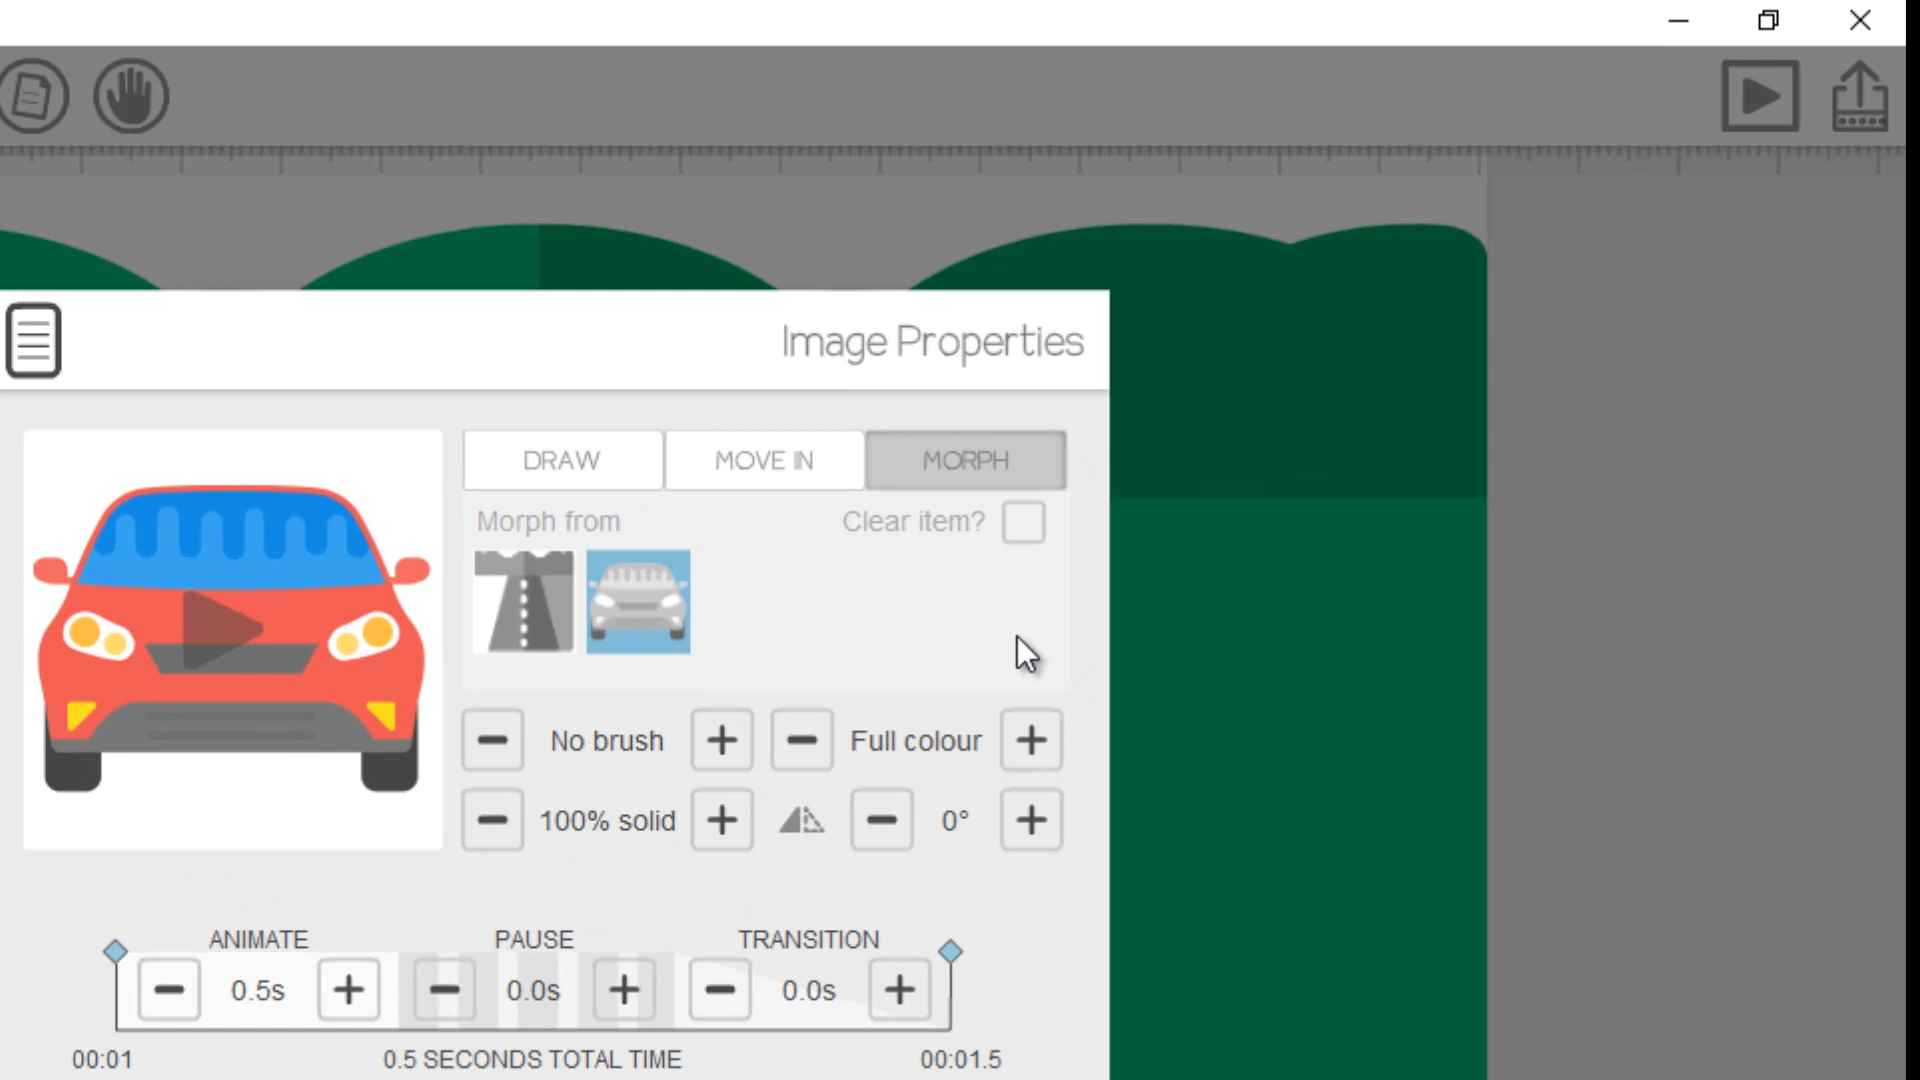 Image Properties
DRAW MOVE IN MORPH
Morph from Clear item?
No brush Full colour
100% solid 0°
ANIMATE PAUSE TRANSITION
0.5s 0.0s 0.0s
00:01 0.5 SECONDS TOTAL TIME 00:01.5